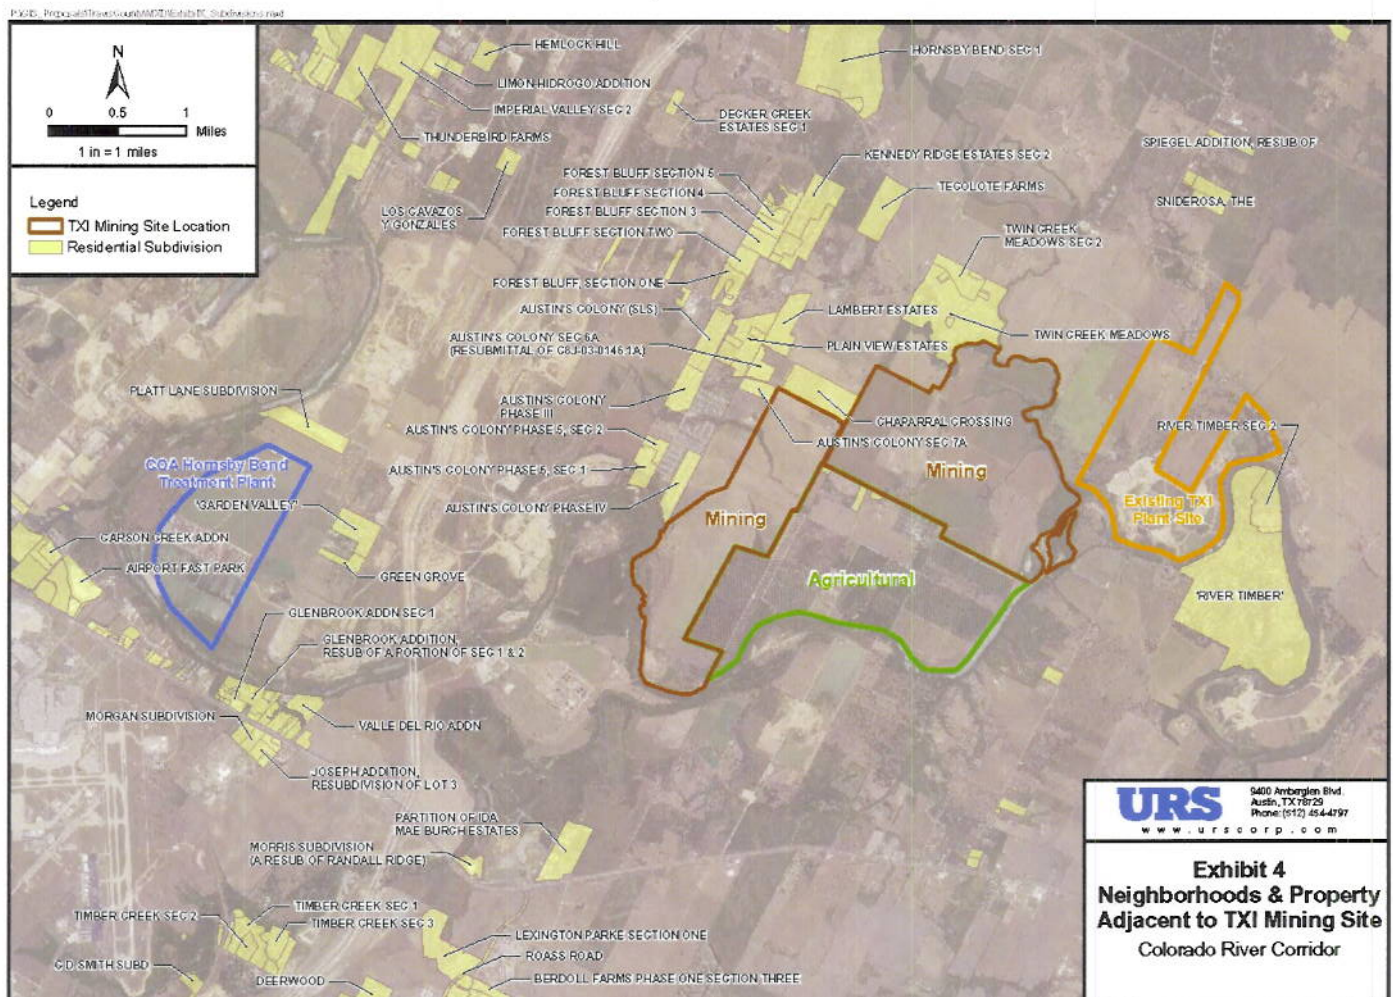 N
0 0.5 1
Miles
1 in = 1 miles
Legend
TXI Mining Site Location
Residential Subdivision
HEMLOCK HILL
LIMON-HIDROGO ADDITION
IMPERIAL VALLEY SEC 2
THUNDERBIRD FARMS
LOS CAVAZOS
Y GONZALES
HORNSBY BEND SEC 1
DECKER CREEK
ESTATES SEC 1
SPIEGEL ADDITION, RESUB OF
SNIDEROSA, THE
KENNEDY RIDGE ESTATES SEC 2
TECOLOTE FARMS
FOREST BLUFF SECTION 5
FOREST BLUFF SECTION 4
FOREST BLUFF SECTION 3
FOREST BLUFF SECTION TWO
FOREST BLUFF, SECTION ONE
TWIN CREEK
MEADOWS SEC 2
AUSTIN'S COLONY (SLS)
LAMBERT ESTATES
TWIN CREEK MEADOWS
AUSTIN'S COLONY SEC 6A
(RESUBMITTAL OF C8J-03-0146.1A)
PLAIN VIEW ESTATES
PLATT LANE SUBDIVISION
AUSTIN'S COLONY
PHASE III
CHAPARRAL CROSSING
AUSTIN'S COLONY PHASE 5, SEC 2
AUSTIN'S COLONY SEC 7A
RIVER TIMBER SEC 2
COA Hornsby Bend
Treatment Plant
AUSTIN'S COLONY PHASE 5, SEC 1
Mining
'GARDEN VALLEY'
AUSTIN'S COLONY PHASE IV
Mining
Existing TXI
Plant Site
CARSON CREEK ADDN
AIRPORT EAST PARK
GREEN GROVE
Agricultural
'RIVER TIMBER'
GLENBROOK ADDN SEC 1
GLENBROOK ADDITION,
RESUB OF A PORTION OF SEC 1 & 2
MORGAN SUBDIVISION
VALLE DEL RIO ADDN
JOSEPH ADDITION,
RESUBDIVISION OF LOT 3
PARTITION OF IDA
MAE BURCH ESTATES
MORRIS SUBDIVISION
(A RESUB OF RANDALL RIDGE)
TIMBER CREEK SEC 1
TIMBER CREEK SEC 2
TIMBER CREEK SEC 3
LEXINGTON PARKE SECTION ONE
ROASS ROAD
C D SMITH SUBD
DEERWOOD
BERDOLL FARMS PHASE ONE SECTION THREE
URS
9400 Amberglen Blvd.
Austin, TX 78729
Phone: (512) 454-4797
www.urscorp.com
Exhibit 4
Neighborhoods & Property
Adjacent to TXI Mining Site
Colorado River Corridor